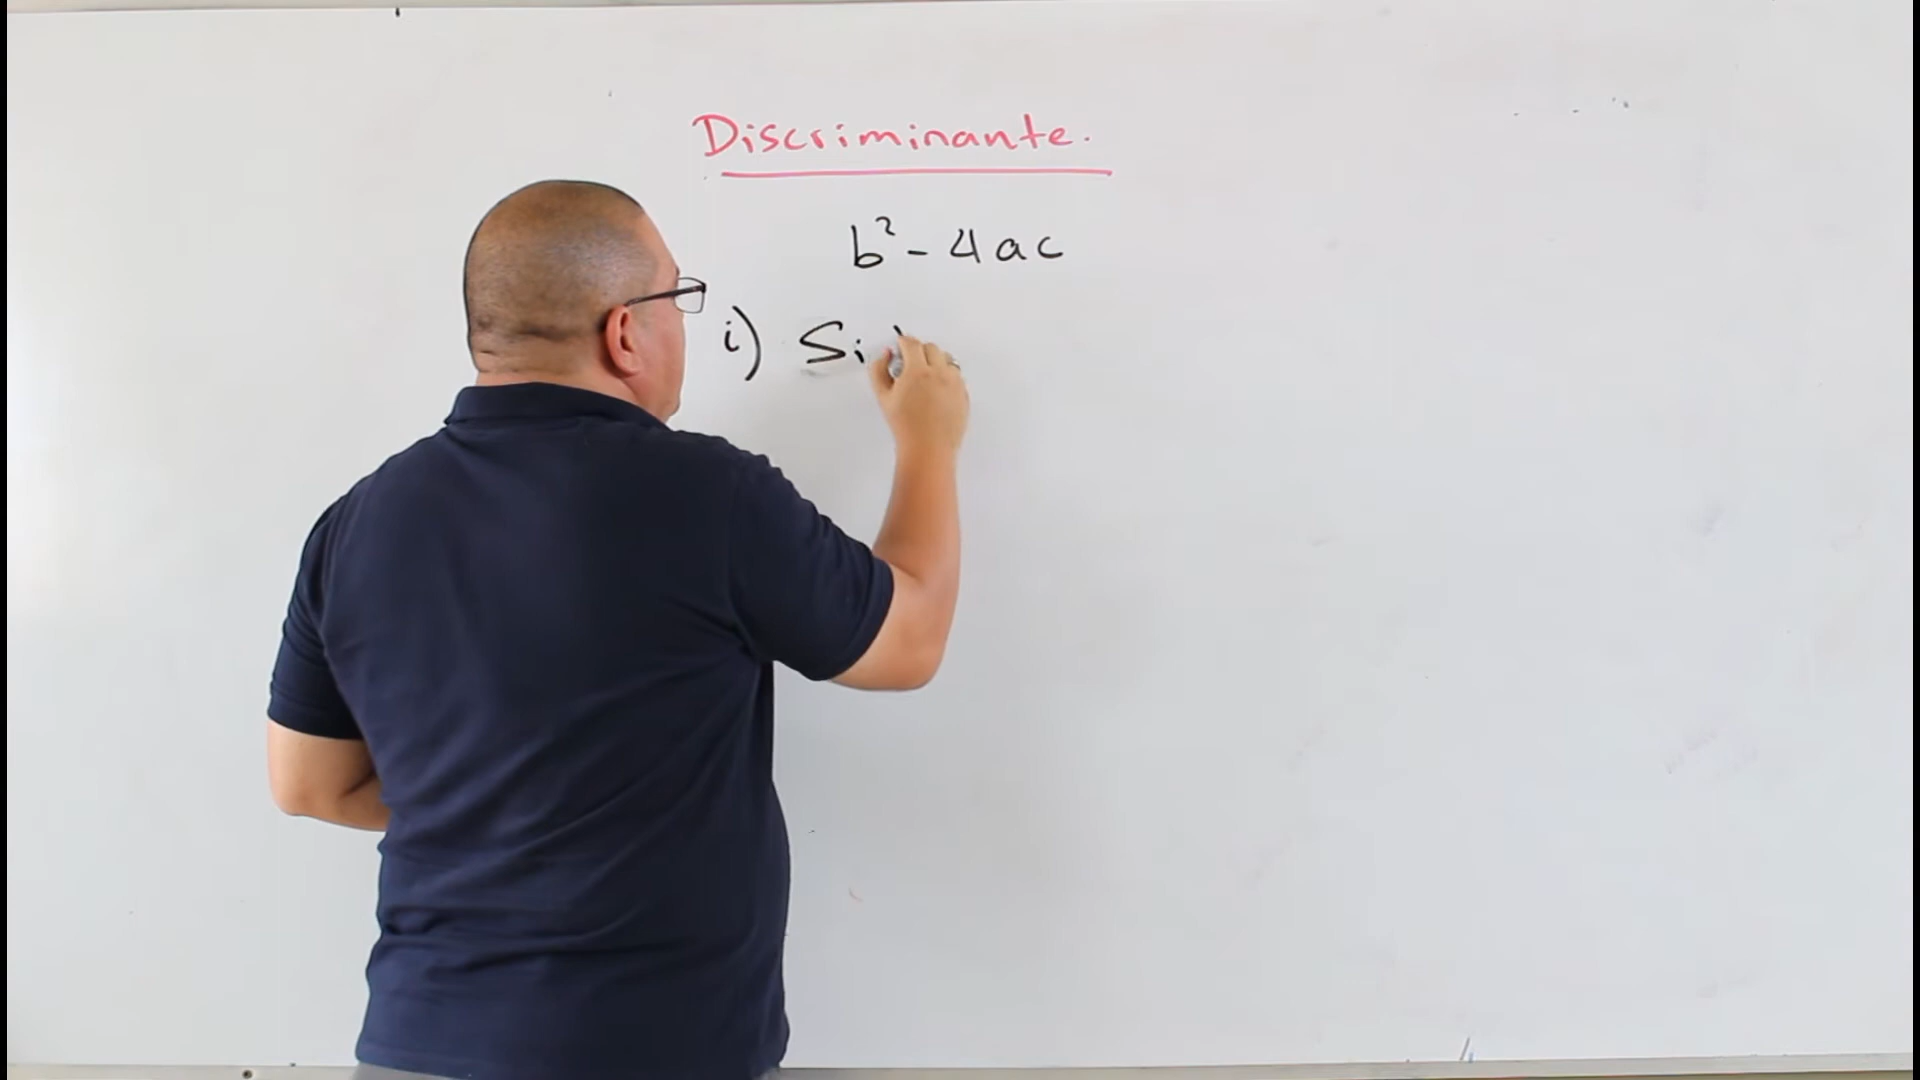 Discriminante.
b² - 4ac
i) Si